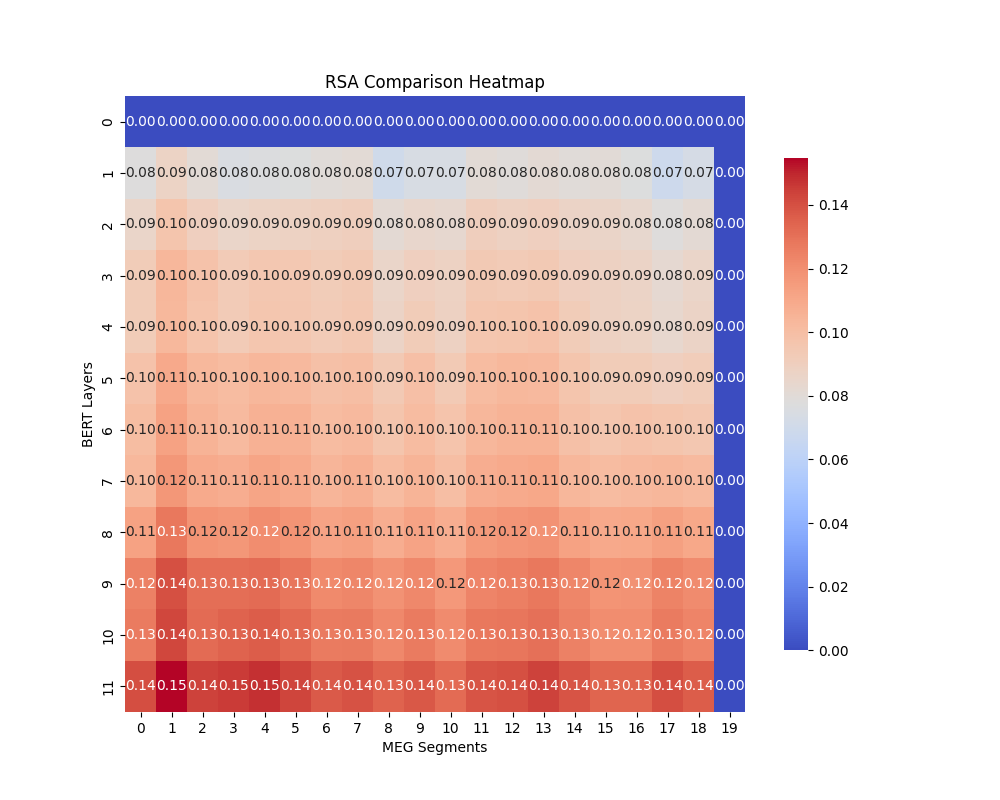 RSA Comparison Heatmap
0 0.00 0.00 0.00 0.00 0.00 0.00 0.00 0.00 0.00 0.00 0.00 0.00 0.00 0.00 0.00 0.00 0.00 0.00 0.00 0.00
1 0.08 0.09 0.08 0.08 0.08 0.08 0.08 0.08 0.07 0.07 0.07 0.08 0.08 0.08 0.08 0.08 0.08 0.07 0.07 0.00
2 0.09 0.10 0.09 0.09 0.09 0.09 0.09 0.09 0.08 0.08 0.08 0.09 0.09 0.09 0.09 0.09 0.08 0.08 0.08 0.00
3 0.09 0.10 0.10 0.09 0.10 0.09 0.09 0.09 0.09 0.09 0.09 0.09 0.09 0.09 0.09 0.09 0.09 0.08 0.09 0.00
4 0.09 0.10 0.10 0.09 0.10 0.10 0.09 0.09 0.09 0.09 0.09 0.10 0.10 0.10 0.09 0.09 0.09 0.08 0.09 0.00
5 0.10 0.11 0.10 0.10 0.10 0.10 0.10 0.10 0.09 0.10 0.09 0.10 0.10 0.10 0.10 0.09 0.09 0.09 0.09 0.00
6 0.10 0.11 0.11 0.10 0.11 0.11 0.10 0.10 0.10 0.10 0.10 0.10 0.11 0.11 0.10 0.10 0.10 0.10 0.10 0.00
7 0.10 0.12 0.11 0.11 0.11 0.11 0.10 0.11 0.10 0.10 0.10 0.11 0.11 0.11 0.10 0.10 0.10 0.10 0.10 0.00
8 0.11 0.13 0.12 0.12 0.12 0.12 0.11 0.11 0.11 0.11 0.11 0.12 0.12 0.12 0.11 0.11 0.11 0.11 0.11 0.00
9 0.12 0.14 0.13 0.13 0.13 0.13 0.12 0.12 0.12 0.12 0.12 0.12 0.13 0.13 0.12 0.12 0.12 0.12 0.12 0.00
10 0.13 0.14 0.13 0.13 0.14 0.13 0.13 0.13 0.12 0.13 0.12 0.13 0.13 0.13 0.13 0.12 0.12 0.13 0.12 0.00
11 0.14 0.15 0.14 0.15 0.15 0.14 0.14 0.14 0.13 0.14 0.13 0.14 0.14 0.14 0.14 0.13 0.13 0.14 0.14 0.00
0 1 2 3 4 5 6 7 8 9 10 11 12 13 14 15 16 17 18 19
MEG Segments
BERT Layers
0.14
0.12
0.10
0.08
0.06
0.04
0.02
0.00